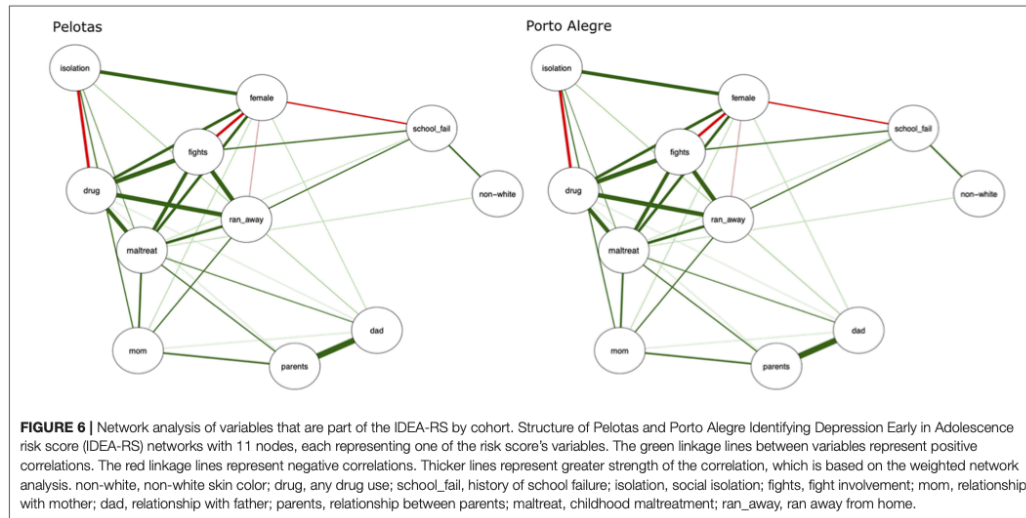 Pelotas
Porto Alegre
isolation
female
school_fail
fights
drug
non-white
ran_away
maltreat
dad
mom
parents
isolation
female
school_fail
fights
drug
non-white
ran_away
maltreat
dad
mom
parents
FIGURE 6 | Network analysis of variables that are part of the IDEA-RS by cohort. Structure of Pelotas and Porto Alegre Identifying Depression Early in Adolescence
risk score (IDEA-RS) networks with 11 nodes, each representing one of the risk score's variables. The green linkage lines between variables represent positive
correlations. The red linkage lines represent negative correlations. Thicker lines represent greater strength of the correlation, which is based on the weighted network
analysis. non-white, non-white skin color; drug, any drug use; school_fail, history of school failure; isolation, social isolation; fights, fight involvement; mom, relationship
with mother; dad, relationship with father; parents, relationship between parents; maltreat, childhood maltreatment; ran_away, ran away from home.